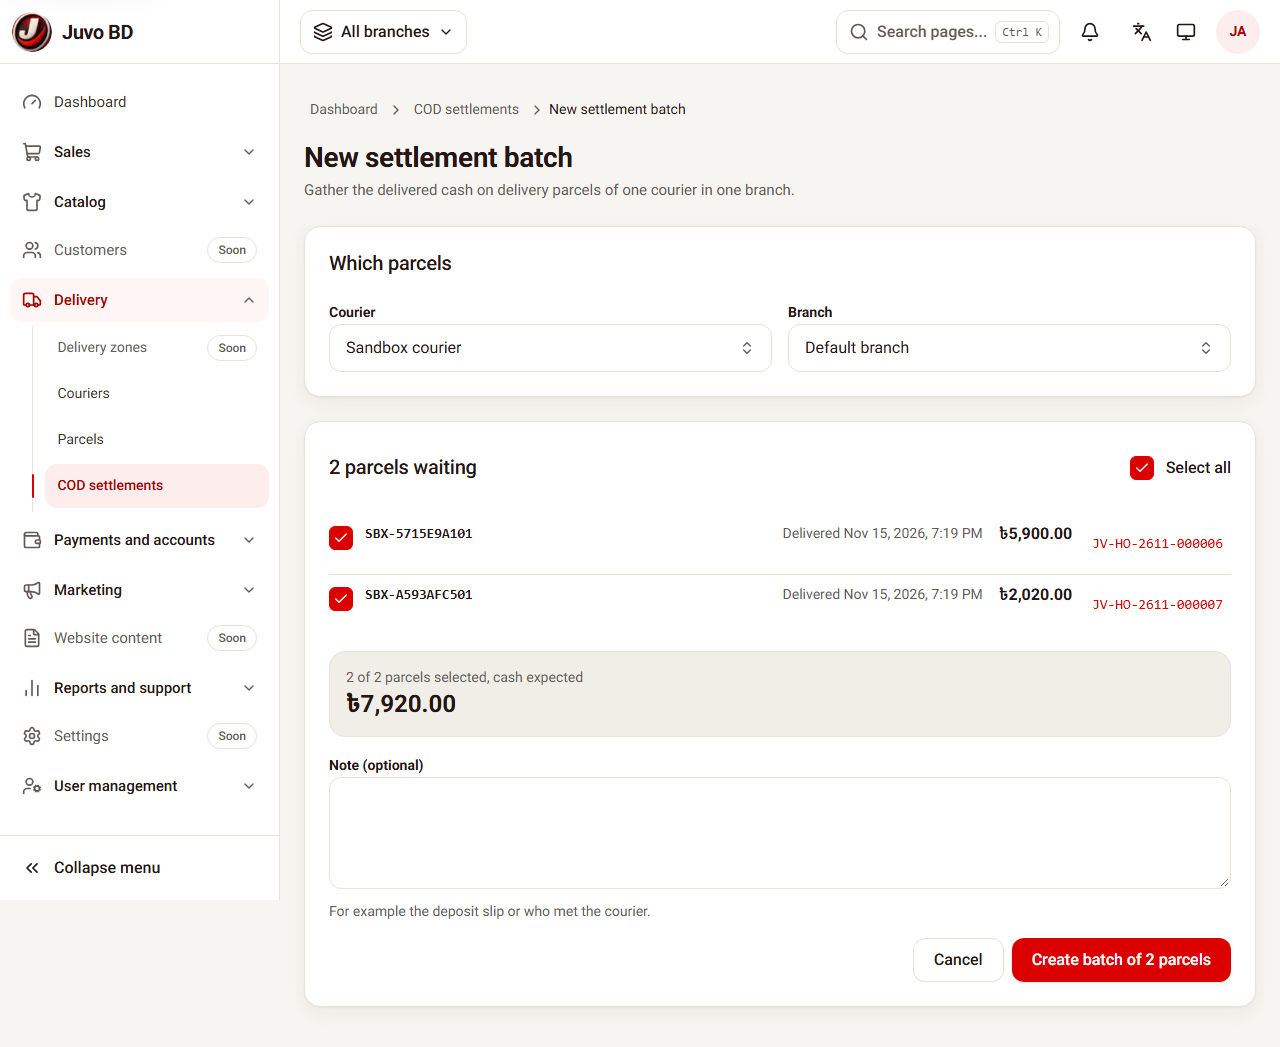 Juvo BD
All branches
Search pages... Ctrl K
JA
Dashboard
Sales
Catalog
Customers Soon
Delivery
Delivery zones Soon
Couriers
Parcels
COD settlements
Payments and accounts
Marketing
Website content Soon
Reports and support
Settings Soon
User management
Collapse menu
Dashboard COD settlements New settlement batch
New settlement batch
Gather the delivered cash on delivery parcels of one courier in one branch.
Which parcels
Courier Branch
Sandbox courier Default branch
2 parcels waiting Select all
SBX-5715E9A101 Delivered Nov 15, 2026, 7:19 PM ৳5,900.00 JV-HO-2611-000006
SBX-A593AFC501 Delivered Nov 15, 2026, 7:19 PM ৳2,020.00 JV-HO-2611-000007
2 of 2 parcels selected, cash expected
৳7,920.00
Note (optional)
For example the deposit slip or who met the courier.
Cancel Create batch of 2 parcels